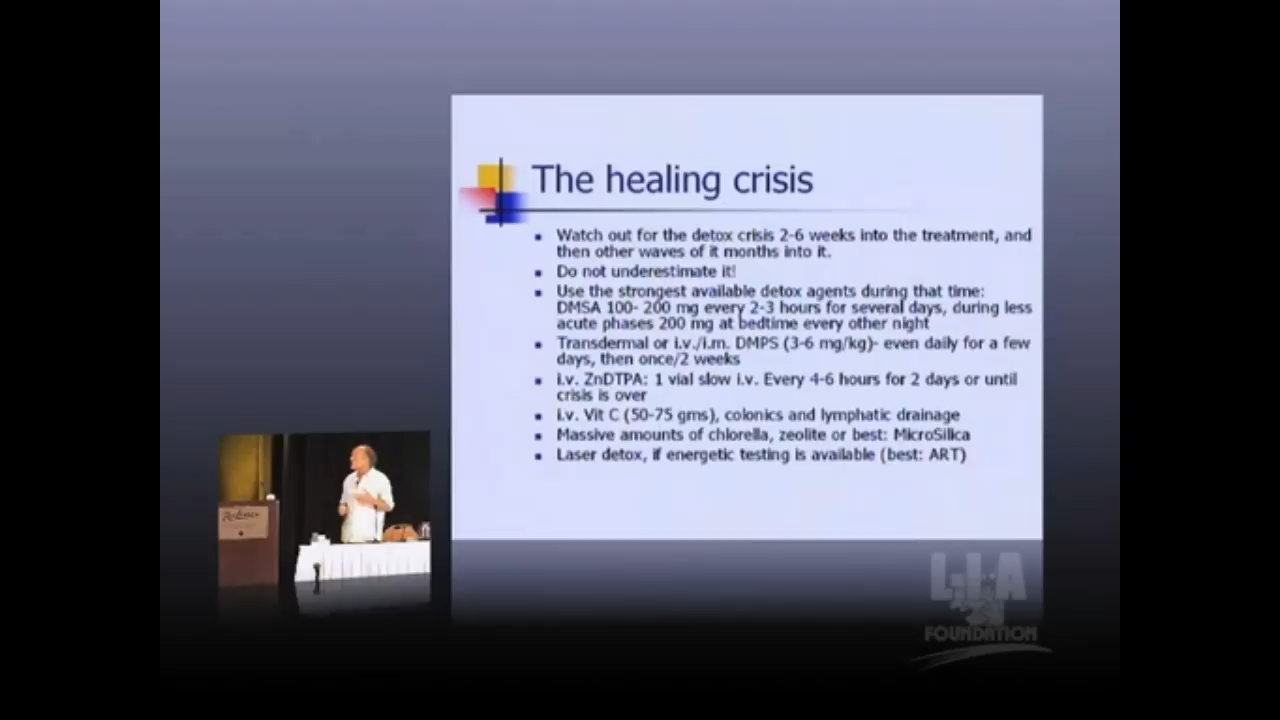 The healing crisis
Watch out for the detox crisis 2-6 weeks into the treatment, and
then other waves of it months into it.
Do not underestimate it!
Use the strongest available detox agents during that time:
DMSA 100- 200 mg every 2-3 hours for several days, during less
acute phases 200 mg at bedtime every other night
Transdermal or i.v./i.m. DMPS (3-6 mg/kg)- even daily for a few
days, then once/2 weeks
i.v. ZnDTPA: 1 vial slow i.v. Every 4-6 hours for 2 days or until
crisis is over
i.v. Vit C (50-75 gms), colonics and lymphatic drainage
Massive amounts of chlorella, zeolite or best: MicroSilica
Laser detox, if energetic testing is available (best: ART)
L.I.A
FOUNDATION